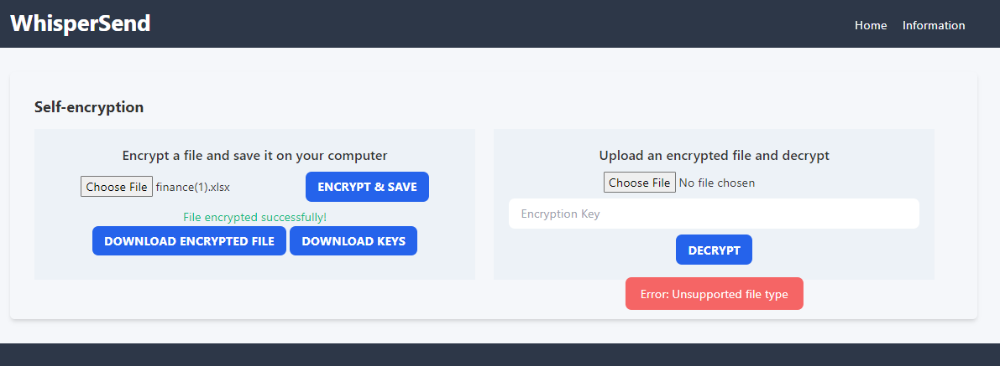 WhisperSend
Home Information
Self-encryption
Encrypt a file and save it on your computer
Choose File finance(1).xlsx ENCRYPT & SAVE
File encrypted successfully!
DOWNLOAD ENCRYPTED FILE DOWNLOAD KEYS
Upload an encrypted file and decrypt
Choose File No file chosen
Encryption Key
DECRYPT
Error: Unsupported file type